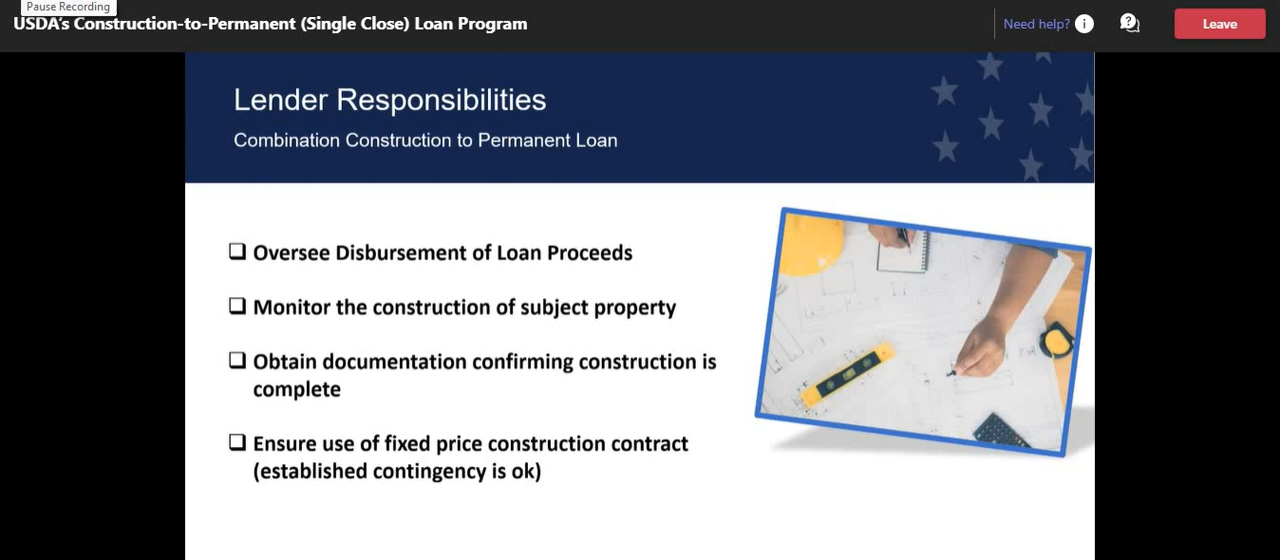 Pause Recording
USDA's Construction-to-Permanent (Single Close) Loan Program
Need help?
Leave
Lender Responsibilities
Combination Construction to Permanent Loan
❑ Oversee Disbursement of Loan Proceeds
❑ Monitor the construction of subject property
❑ Obtain documentation confirming construction is
complete
❑ Ensure use of fixed price construction contract
(established contingency is ok)